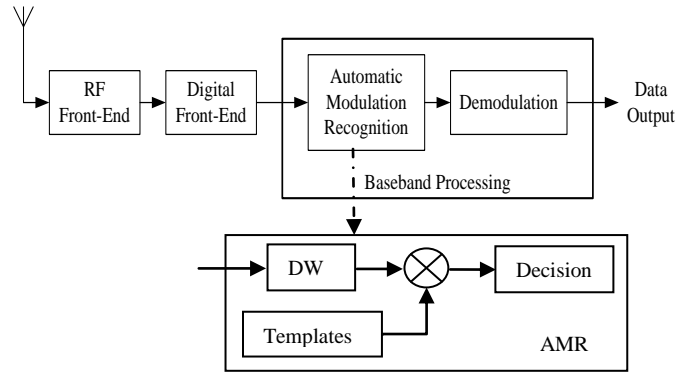 RF
Front-End
Digital
Front-End
Automatic
Modulation
Recognition
Demodulation
Data
Output
Baseband Processing
DW
Decision
Templates
AMR